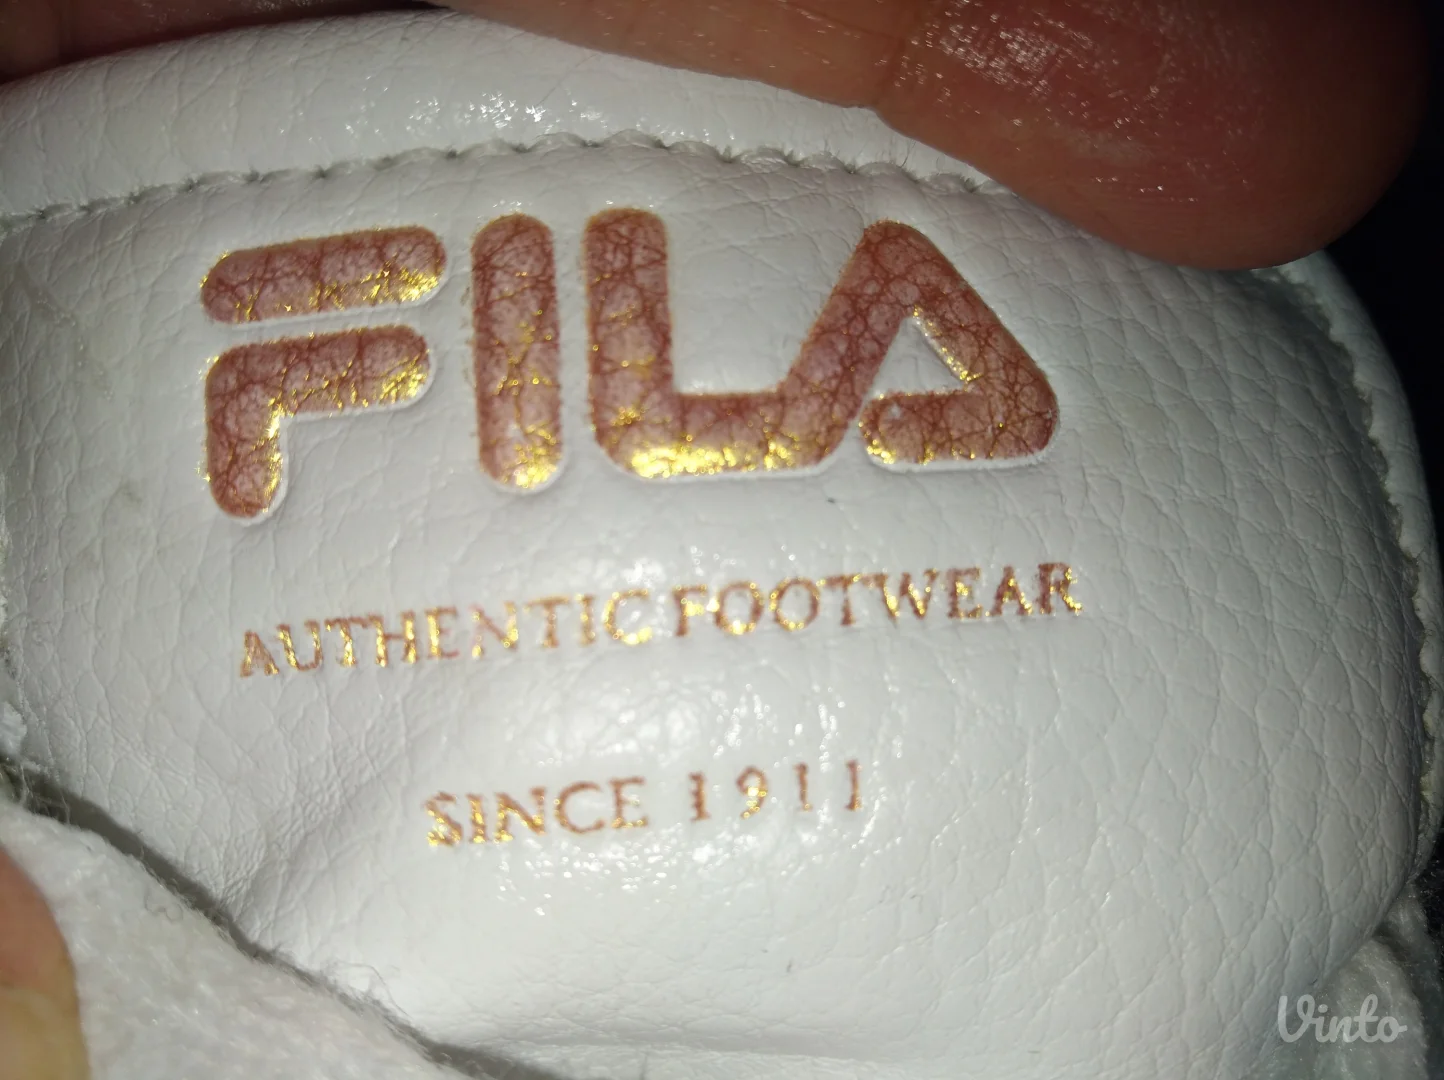 FILA
AUTHENTIC FOOTWEAR
SINCE 1911
Vinto